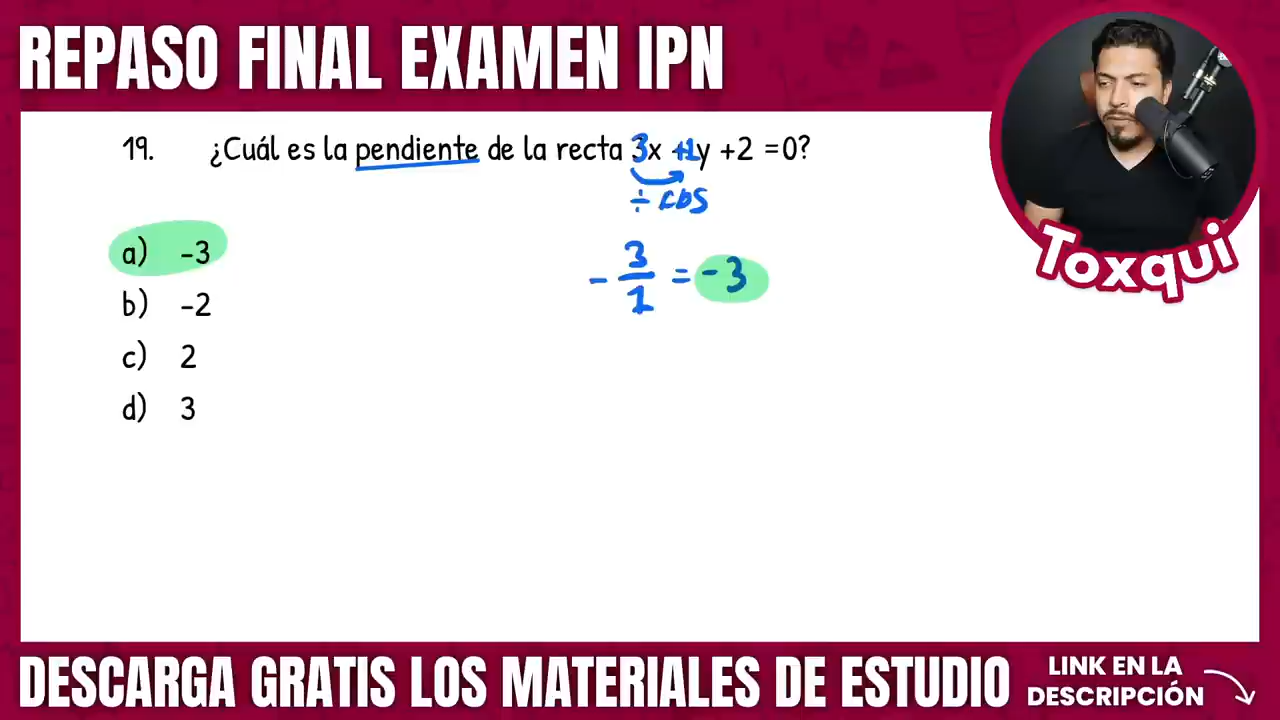 REPASO FINAL EXAMEN IPN
19. ¿Cuál es la pendiente de la recta 3x +1y +2 =0?
÷ CDS
a) -3
- 3/1 = -3
b) -2
c) 2
d) 3
Toxqui
DESCARGA GRATIS LOS MATERIALES DE ESTUDIO
LINK EN LA
DESCRIPCIÓN